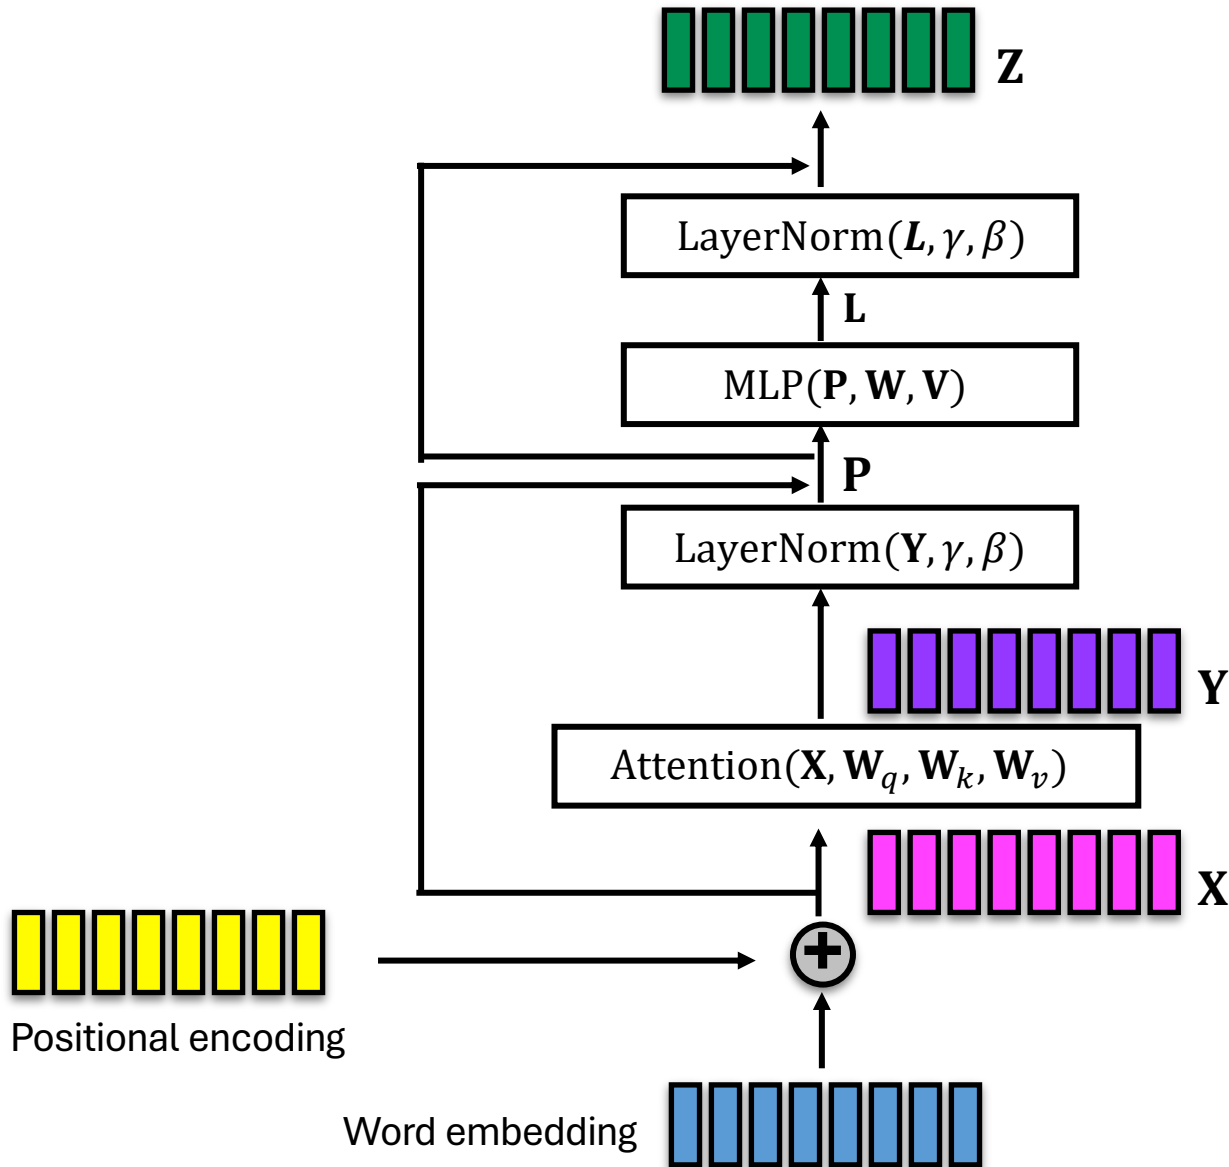 Z
LayerNorm(L, γ, β)
L
MLP(P, W, V)
P
LayerNorm(Y, γ, β)
Y
Attention(X, W_q, W_k, W_v)
X
+
Positional encoding
Word embedding